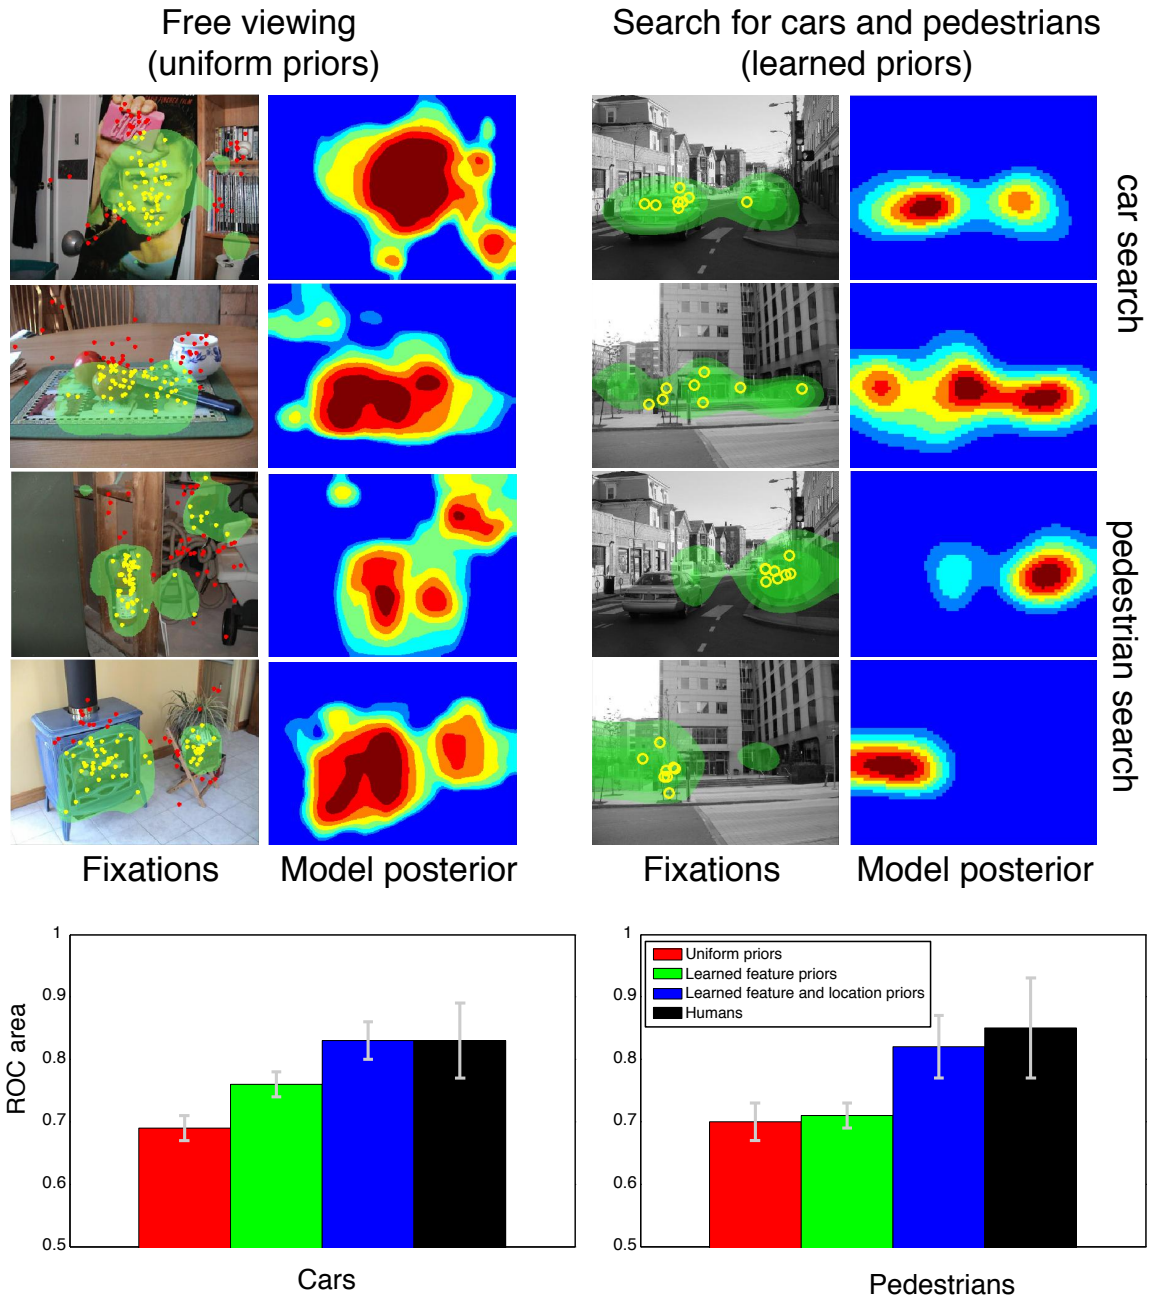 Free viewing
(uniform priors)
Search for cars and pedestrians
(learned priors)
car search
pedestrian search
Fixations
Model posterior
Fixations
Model posterior
ROC area
1
0.9
0.8
0.7
0.6
0.5
Cars
1
0.9
0.8
0.7
0.6
0.5
Uniform priors
Learned feature priors
Learned feature and location priors
Humans
Pedestrians